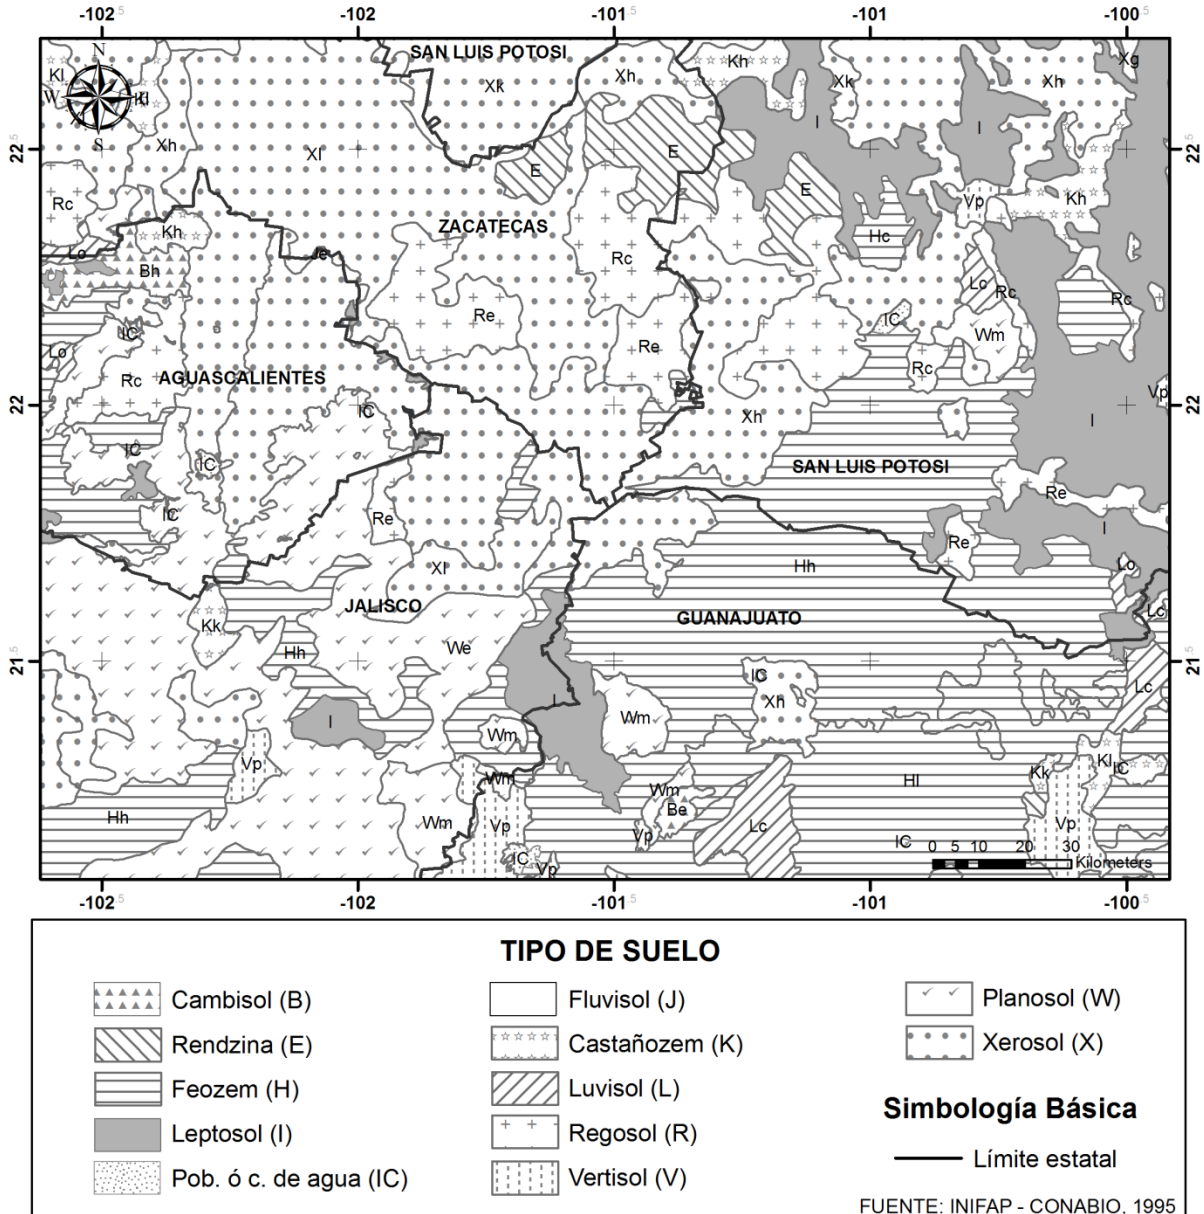 -102.5 -102 -101.5 -101 -100.5
N
W
S
SAN LUIS POTOSI
Kl Kl Xh Xl Xk Xh Kh Xk I Xh Xg
22.5 22.5
Rc E E I E Vp Kh
Kh ZACATECAS Hc
Lo Bh Je Rc Lc Rc Rc
IC Re IC Wm
Lo Re Rc
Rc AGUASCALIENTES Vp
22 22
IC Xh I
IC IC SAN LUIS POTOSI
IC Re Re I
Re Hh
Xl Lo
Kk JALISCO GUANAJUATO Lc
Hh We
21.5 21.5
IC Lc
I I Wm Xh
Wm
Vp Wm Wm Hl Kk Kl IC
Be
Hh Wm Vp Vp Lc IC Vp
IC Vp
0 5 10 20 30
Kilometers
-102.5 -102 -101.5 -101 -100.5
TIPO DE SUELO
Cambisol (B)
Rendzina (E)
Feozem (H)
Leptosol (I)
Pob. ó c. de agua (IC)
Fluvisol (J)
Castañozem (K)
Luvisol (L)
Regosol (R)
Vertisol (V)
Planosol (W)
Xerosol (X)
Simbología Básica
Límite estatal
FUENTE: INIFAP - CONABIO, 1995